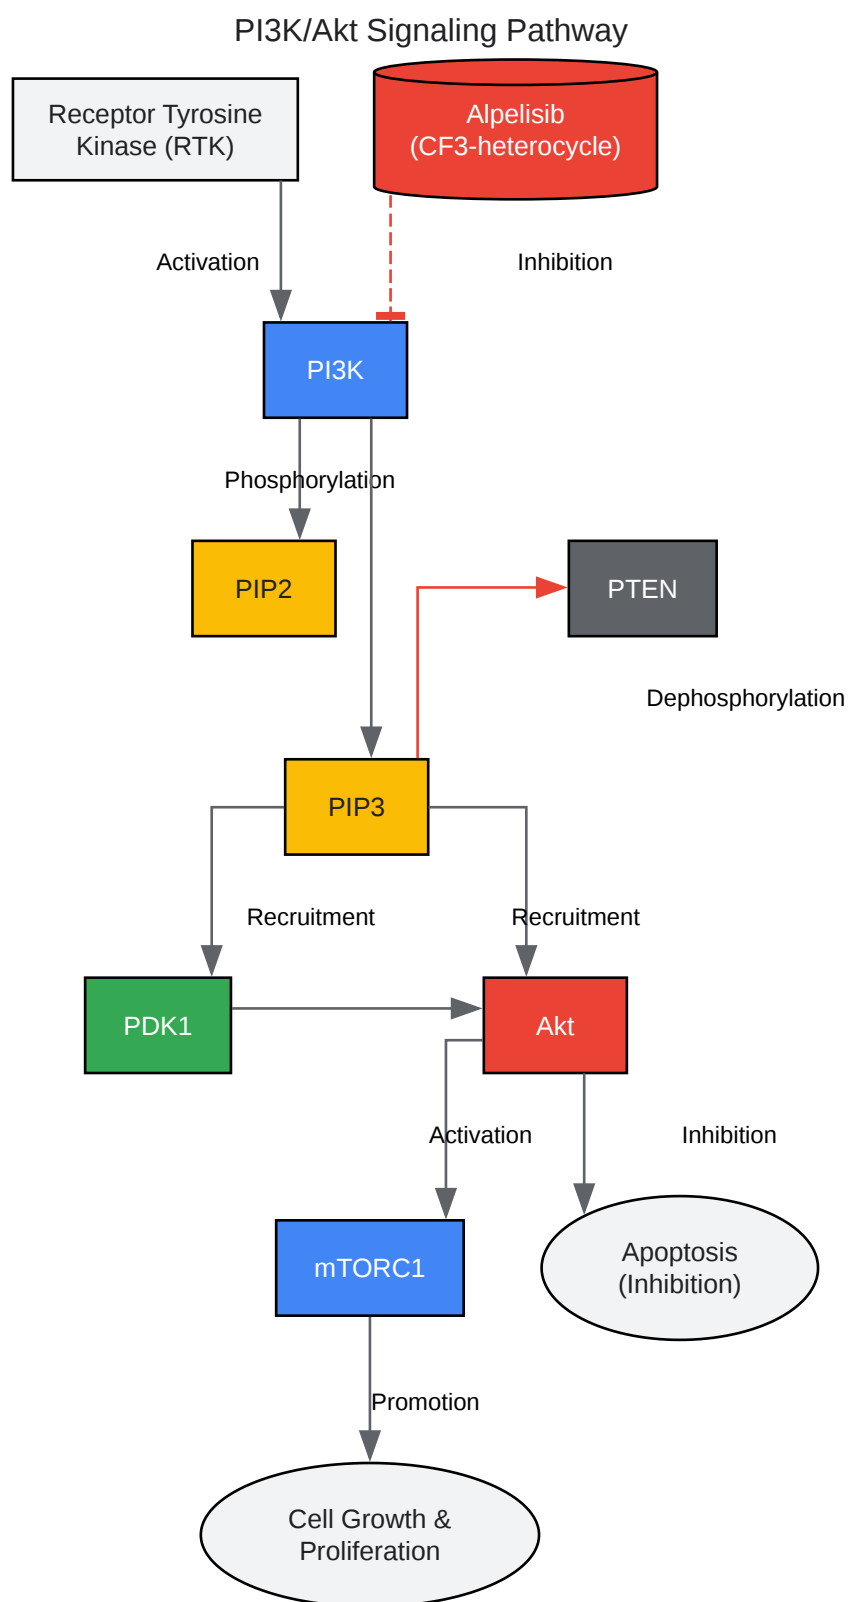 PI3K/Akt Signaling Pathway
Receptor Tyrosine
Kinase (RTK)
Alpelisib
(CF3-heterocycle)
Activation
Inhibition
PI3K
Phosphorylation
PIP2
PTEN
Dephosphorylation
PIP3
Recruitment
Recruitment
PDK1
Akt
Activation
Inhibition
mTORC1
Apoptosis
(Inhibition)
Promotion
Cell Growth &
Proliferation